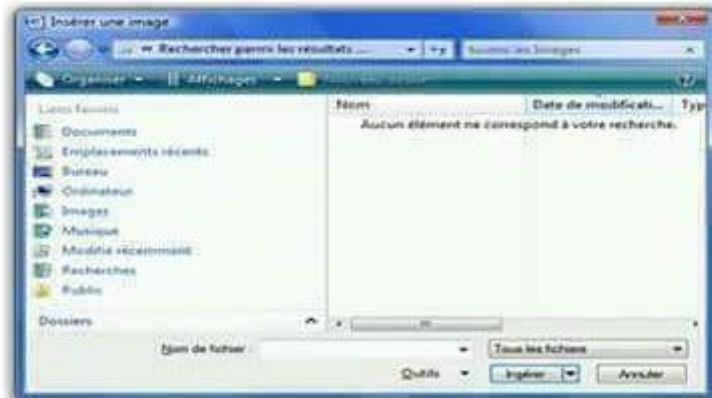 Insérer une image
Rechercher parmi les résultats ...
Organiser Affichages
Liens favoris
Nom Date de modificati... Typ
Aucun élément ne correspond à votre recherche.
Documents
Emplacements récents
Bureau
Ordinateur
Images
Musique
Modifié récemment
Recherches
Public
Dossiers
Nom de fichier Tous les fichiers
Outils Insérer Annuler